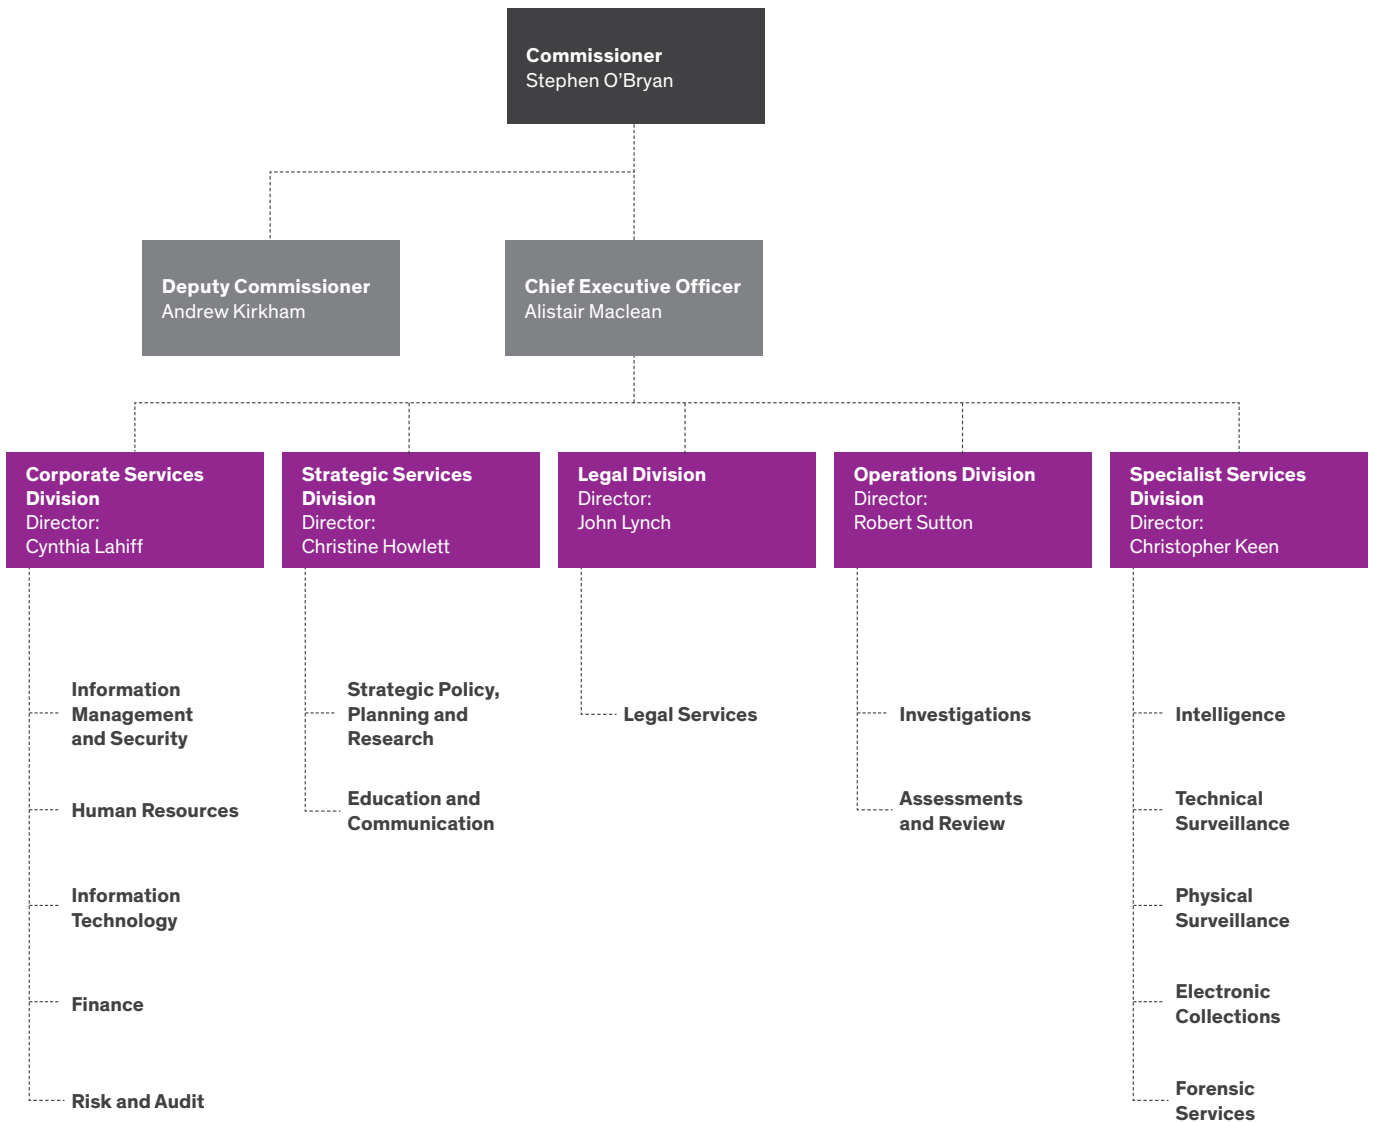 Commissioner
Stephen O’Bryan
Deputy Commissioner
Andrew Kirkham
Chief Executive Officer
Alistair Maclean
Corporate Services
Division
Director:
Cynthia Lahiff
Strategic Services
Division
Director:
Christine Howlett
Legal Division
Director:
John Lynch
Operations Division
Director:
Robert Sutton
Specialist Services
Division
Director:
Christopher Keen
Information
Management
and Security
Human Resources
Information
Technology
Finance
Risk and Audit
Strategic Policy,
Planning and
Research
Education and
Communication
Legal Services
Investigations
Assessments
and Review
Intelligence
Technical
Surveillance
Physical
Surveillance
Electronic
Collections
Forensic
Services